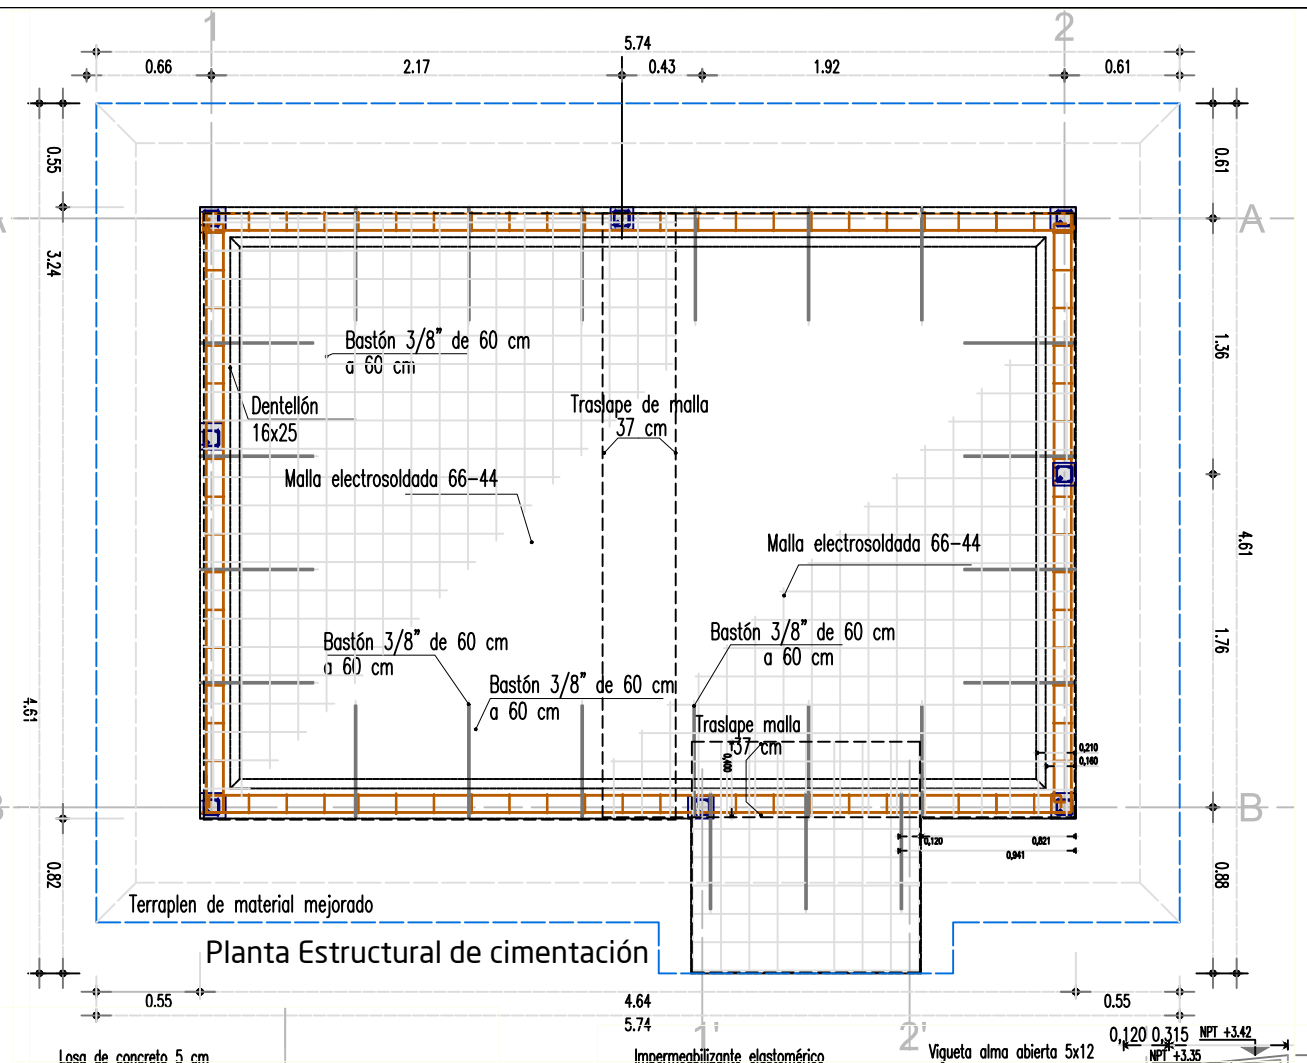 1
2
5.74
0.66
2.17
0.43
1.92
0.61
0.55
0.61
A
A
3.24
1.36
Bastón 3/8” de 60 cm
a 60 cm
Dentellón
16x25
Traslape de malla
37 cm
Malla electrosoldada 66-44
Malla electrosoldada 66-44
4.61
Bastón 3/8” de 60 cm
a 60 cm
Bastón 3/8” de 60 cm
a 60 cm
1.76
Bastón 3/8” de 60 cm
a 60 cm
4.61
Traslape malla
37 cm
0,400
0,210
0,160
B
B
0,120
0,821
0,941
0.82
0.88
Terraplen de material mejorado
Planta Estructural de cimentación
0.55
4.64
0.55
5.74
1'
2'
0,120 0,315
NPT +3.42
NPT +3.35
Losa de concreto 5 cm
Impermeabilizante elastomérico
Vigueta alma abierta 5x12